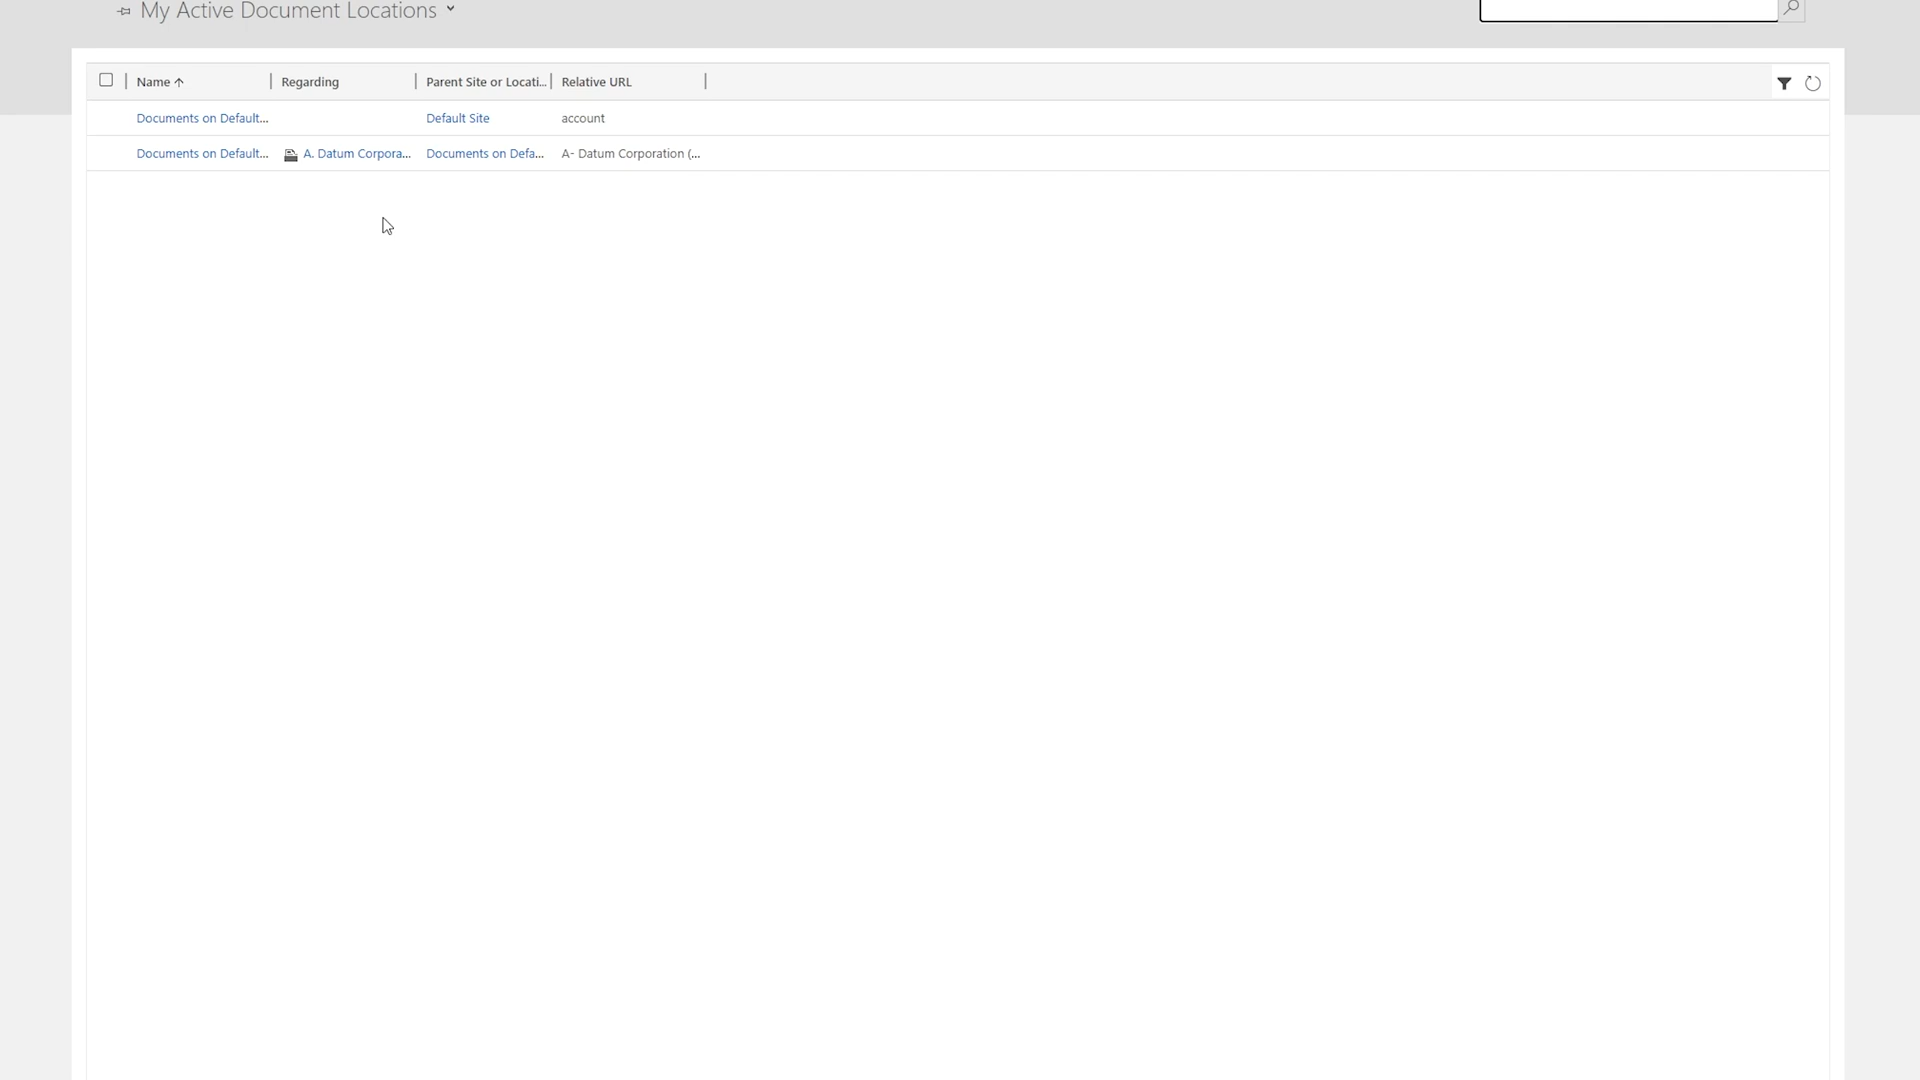 My Active Document Locations
Name Regarding Parent Site or Locati... Relative URL
Documents on Default... Default Site account
Documents on Default... A. Datum Corpora... Documents on Defa... A- Datum Corporation (...